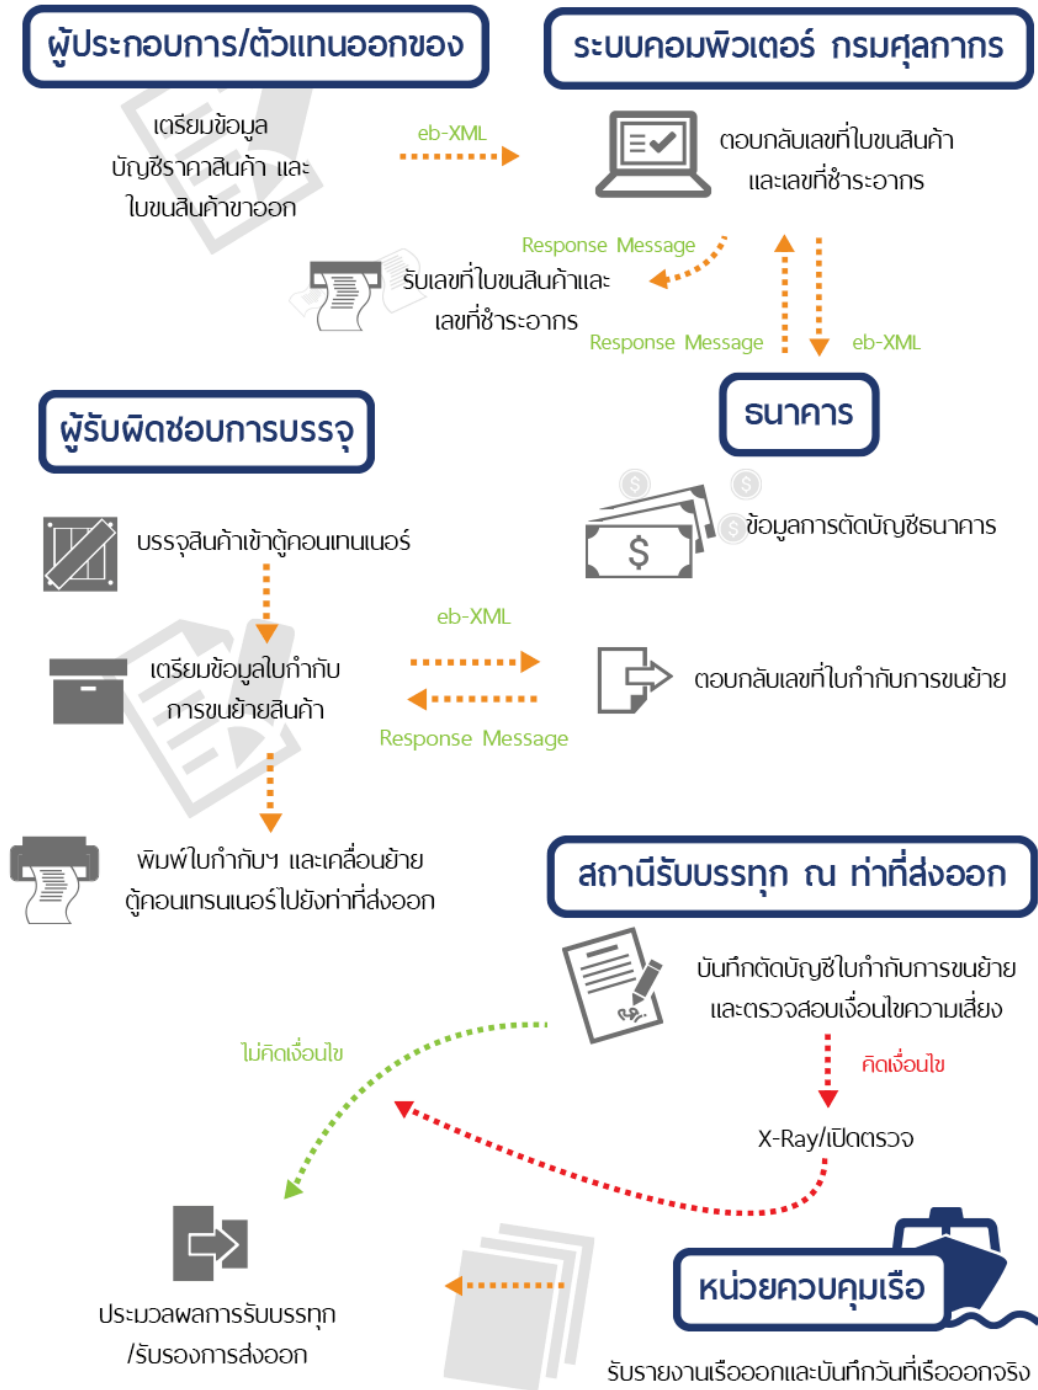 ผู้ประกอบการ/ตัวแทนออกของ
ระบบคอมพิวเตอร์ กรมศุลกากร
เตรียมข้อมูล
บัญชีราคาสินค้า และ
ใบขนสินค้าขาออก
eb-XML
ตอบกลับเลขที่ใบขนสินค้า
และเลขที่ชำระอากร
Response Message
รับเลขที่ใบขนสินค้าและ
เลขที่ชำระอากร
Response Message
eb-XML
ผู้รับผิดชอบการบรรจุ
ธนาคาร
บรรจุสินค้าเข้าตู้คอนเทนเนอร์
$
$
$
$
ข้อมูลการตัดบัญชีธนาคาร
eb-XML
เตรียมข้อมูลใบกำกับ
การขนย้ายสินค้า
ตอบกลับเลขที่ใบกำกับการขนย้าย
Response Message
พิมพ์ใบกำกับฯ และเคลื่อนย้าย
ตู้คอนเทรนเนอร์ไปยังท่าที่ส่งออก
สถานีรับบรรทุก ณ ท่าที่ส่งออก
บันทึกตัดบัญชีใบกำกับการขนย้าย
และตรวจสอบเงื่อนไขความเสี่ยง
ไม่คิดเงื่อนไข
คิดเงื่อนไข
X-Ray/เปิดตรวจ
หน่วยควบคุมเรือ
ประมวลผลการรับบรรทุก
/รับรองการส่งออก
รับรายงานเรือออกและบันทึกวันที่เรือออกจริง